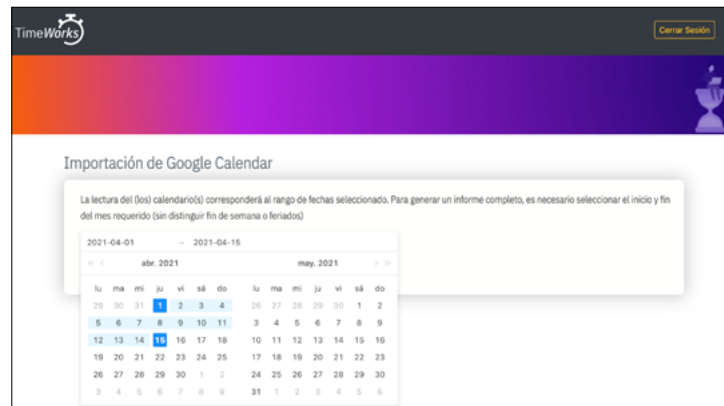 TimeWorks
Cerrar Sesión
Importación de Google Calendar
La lectura del (los) calendario(s) corresponderá al rango de fechas seleccionado. Para generar un informe completo, es necesario seleccionar el inicio y fin
del mes requerido (sin distinguir fin de semana o feriados)
2021-04-01 ~ 2021-04-15
« < abr. 2021 may. 2021 > »
lu ma mi ju vi sá do lu ma mi ju vi sá do
29 30 31 1 2 3 4 26 27 28 29 30 1 2
5 6 7 8 9 10 11 3 4 5 6 7 8 9
12 13 14 15 16 17 18 10 11 12 13 14 15 16
19 20 21 22 23 24 25 17 18 19 20 21 22 23
26 27 28 29 30 1 2 24 25 26 27 28 29 30
3 4 5 6 7 8 9 31 1 2 3 4 5 6